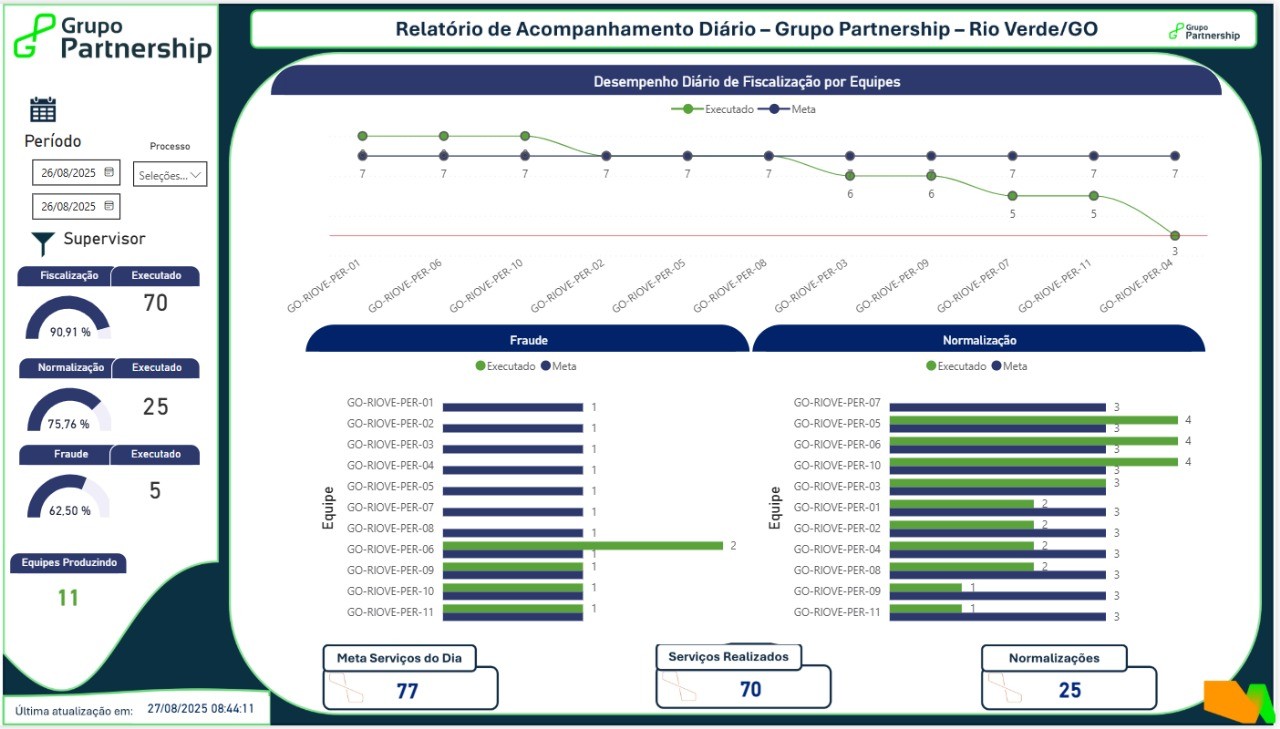 Grupo
Partnership
Relatório de Acompanhamento Diário – Grupo Partnership – Rio Verde/GO
Grupo
Partnership
Período
Processo
26/08/2025
Seleções...
26/08/2025
Supervisor
Fiscalização
Executado
70
90,91 %
Normalização
Executado
25
75,76 %
Fraude
Executado
5
62,50 %
Equipes Produzindo
11
Última atualização em: 27/08/2025 08:44:11
Desempenho Diário de Fiscalização por Equipes
Executado Meta
7 7 7 7 7 7 7 7 7 7
6 6
5 5
3
GO-RIOVE-PER-01
GO-RIOVE-PER-06
GO-RIOVE-PER-10
GO-RIOVE-PER-02
GO-RIOVE-PER-05
GO-RIOVE-PER-08
GO-RIOVE-PER-03
GO-RIOVE-PER-09
GO-RIOVE-PER-07
GO-RIOVE-PER-11
GO-RIOVE-PER-04
Fraude
Executado Meta
Equipe
GO-RIOVE-PER-01 1
GO-RIOVE-PER-02 1
GO-RIOVE-PER-03 1
GO-RIOVE-PER-04 1
GO-RIOVE-PER-05 1
GO-RIOVE-PER-07 1
GO-RIOVE-PER-08 1
GO-RIOVE-PER-06 2
1
GO-RIOVE-PER-09 1
GO-RIOVE-PER-10 1
GO-RIOVE-PER-11 1
Normalização
Executado Meta
Equipe
GO-RIOVE-PER-07 3
GO-RIOVE-PER-05 4
3
GO-RIOVE-PER-06 4
3
GO-RIOVE-PER-10 4
3
GO-RIOVE-PER-03 3
GO-RIOVE-PER-01 2
3
GO-RIOVE-PER-02 2
3
GO-RIOVE-PER-04 2
3
GO-RIOVE-PER-08 2
3
GO-RIOVE-PER-09 1
3
GO-RIOVE-PER-11 1
3
Meta Serviços do Dia
77
Serviços Realizados
70
Normalizações
25